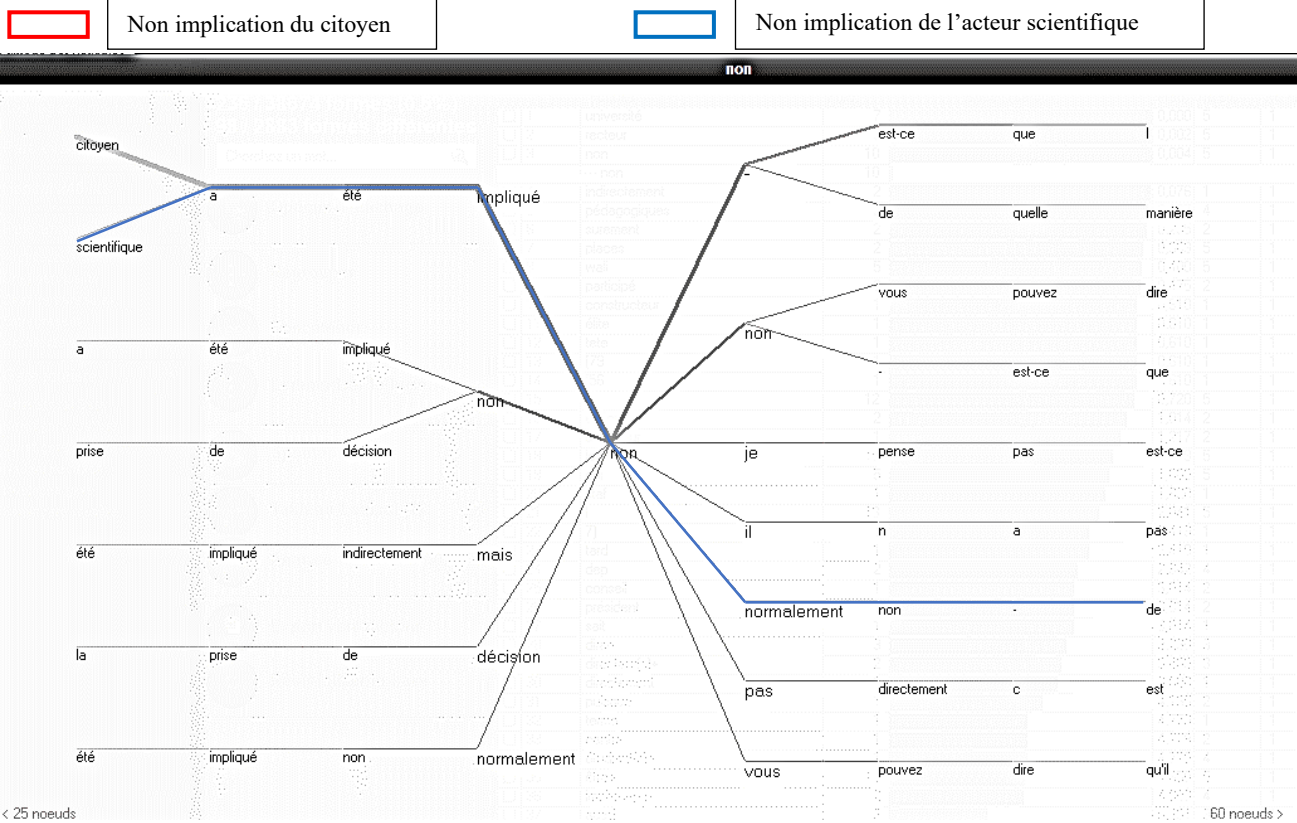 Non implication du citoyen
Non implication de l’acteur scientifique
non
citoyen
a été impliqué
scientifique
a été impliqué
non
prise de décision
été impliqué indirectement mais
la prise de décision
été impliqué non normalement
non
-
est-ce que l
de quelle manière
non
vous pouvez dire
- est-ce que
je pense pas est-ce
il n a pas
normalement non - de
pas directement c est
vous pouvez dire qu'il
< 25 noeuds
60 noeuds >